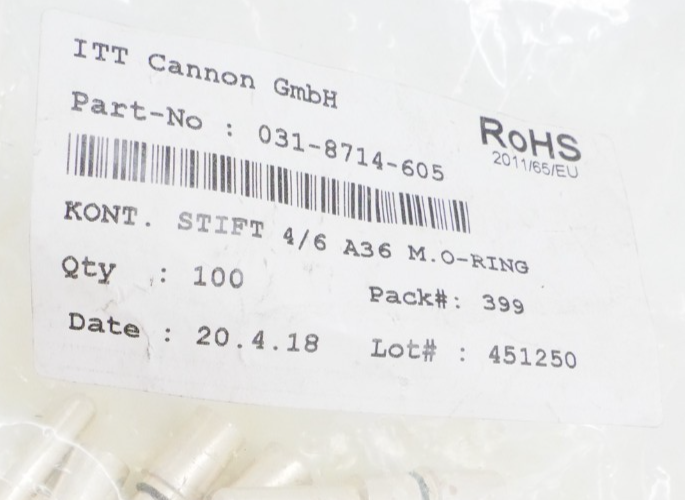 ITT Cannon GmbH
Part-No : 031-8714-605
RoHS
2011/65/EU
KONT. STIFT 4/6 A36 M.O-RING
Qty : 100
Pack#: 399
Date : 20.4.18
Lot# : 451250